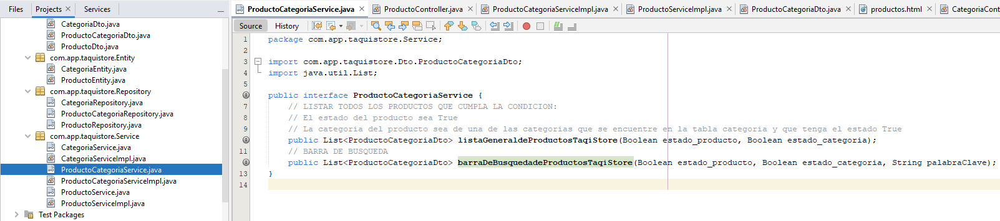 Files Projects Services
CategoriaDto.java
ProductoCategoriaDto.java
ProductoDto.java
com.app.taquistore.Entity
CategoriaEntity.java
ProductoEntity.java
com.app.taquistore.Repository
CategoriaRepository.java
ProductoCategoriaRepository.java
ProductoRepository.java
com.app.taquistore.Service
CategoriaService.java
CategoriaServiceImpl.java
ProductoCategoriaService.java
ProductoCategoriaServiceImpl.java
ProductoService.java
ProductoServiceImpl.java
Test Packages
ProductoCategoriaService.java ProductoController.java ProductoCategoriaServiceImpl.java ProductoServiceImpl.java ProductoCategoriaDto.java productos.html CategoriaCont
Source History
1 package com.app.taquistore.Service;
2
3 import com.app.taquistore.Dto.ProductoCategoriaDto;
4 import java.util.List;
5
public interface ProductoCategoriaService {
7 // LISTAR TODOS LOS PRODUCTOS QUE CUMPLA LA CONDICION:
8 // El estado del producto sea True
9 // La categoria del producto sea de una de las categorias que se encuentre en la tabla categoria y que tenga el estado True
public List<ProductoCategoriaDto> listaGeneraldeProductosTaqiStore(Boolean estado_producto, Boolean estado_categoria);
11 // BARRA DE BUSQUEDA
public List<ProductoCategoriaDto> barraDeBusquedadeProductosTaqiStore(Boolean estado_producto, Boolean estado_categoria, String palabraClave);
13 }
14